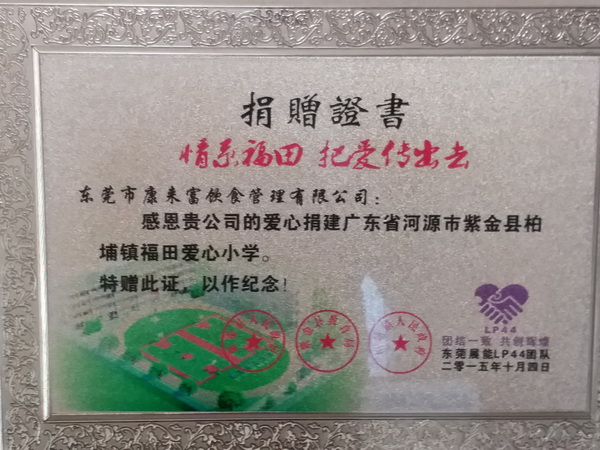 捐贈證書
情系福田 把爱传出去
东莞市康来富饮食管理有限公司：
感恩贵公司的爱心捐建广东省河源市紫金县柏
埔镇福田爱心小学。
特赠此证，以作纪念！
LP44
团结一致 共创辉煌
东莞展能LP44团队
二零一五年十月四日